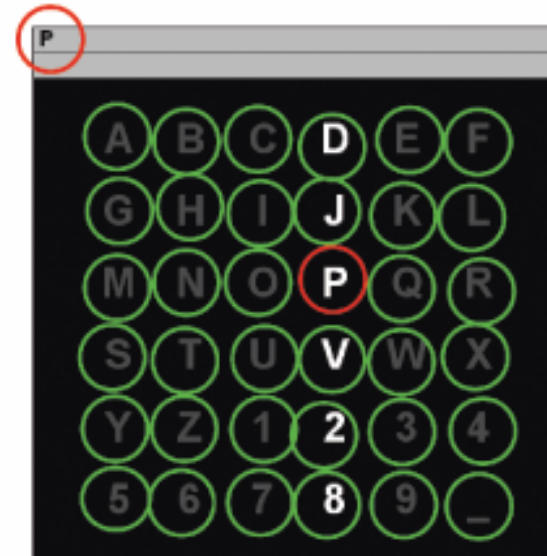 P
A B C D E F
G H I J K L
M N O P Q R
S T U V W X
Y Z 1 2 3 4
5 6 7 8 9 _